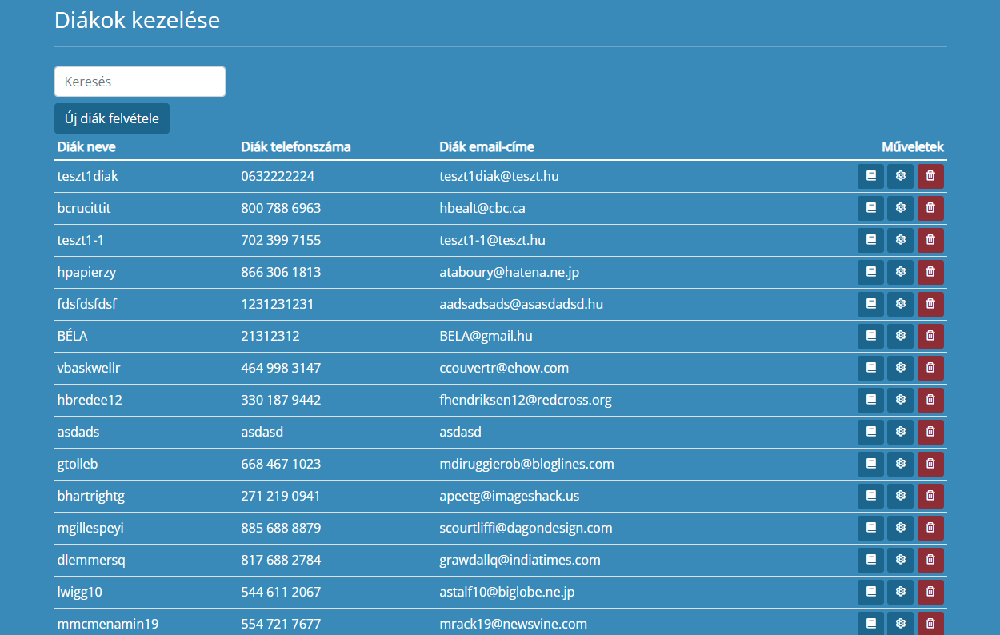 Diákok kezelése
Keresés
Új diák felvétele
Diák neve Diák telefonszáma Diák email-címe Műveletek
teszt1diak 0632222224 teszt1diak@teszt.hu
bcrucittit 800 788 6963 hbealt@cbc.ca
teszt1-1 702 399 7155 teszt1-1@teszt.hu
hpapierzy 866 306 1813 ataboury@hatena.ne.jp
fdsfdsfdsf 1231231231 aadsadsads@asasdadsd.hu
BÉLA 21312312 BELA@gmail.hu
vbaskwellr 464 998 3147 ccouvertr@ehow.com
hbredee12 330 187 9442 fhendriksen12@redcross.org
asdads asdasd asdasd
gtolleb 668 467 1023 mdiruggierob@bloglines.com
bhartrightg 271 219 0941 apeetg@imageshack.us
mgillespeyi 885 688 8879 scourtliffi@dagondesign.com
dlemmersq 817 688 2784 grawdallq@indiatimes.com
lwigg10 544 611 2067 astalf10@biglobe.ne.jp
mmcmenamin19 554 721 7677 mrack19@newsvine.com